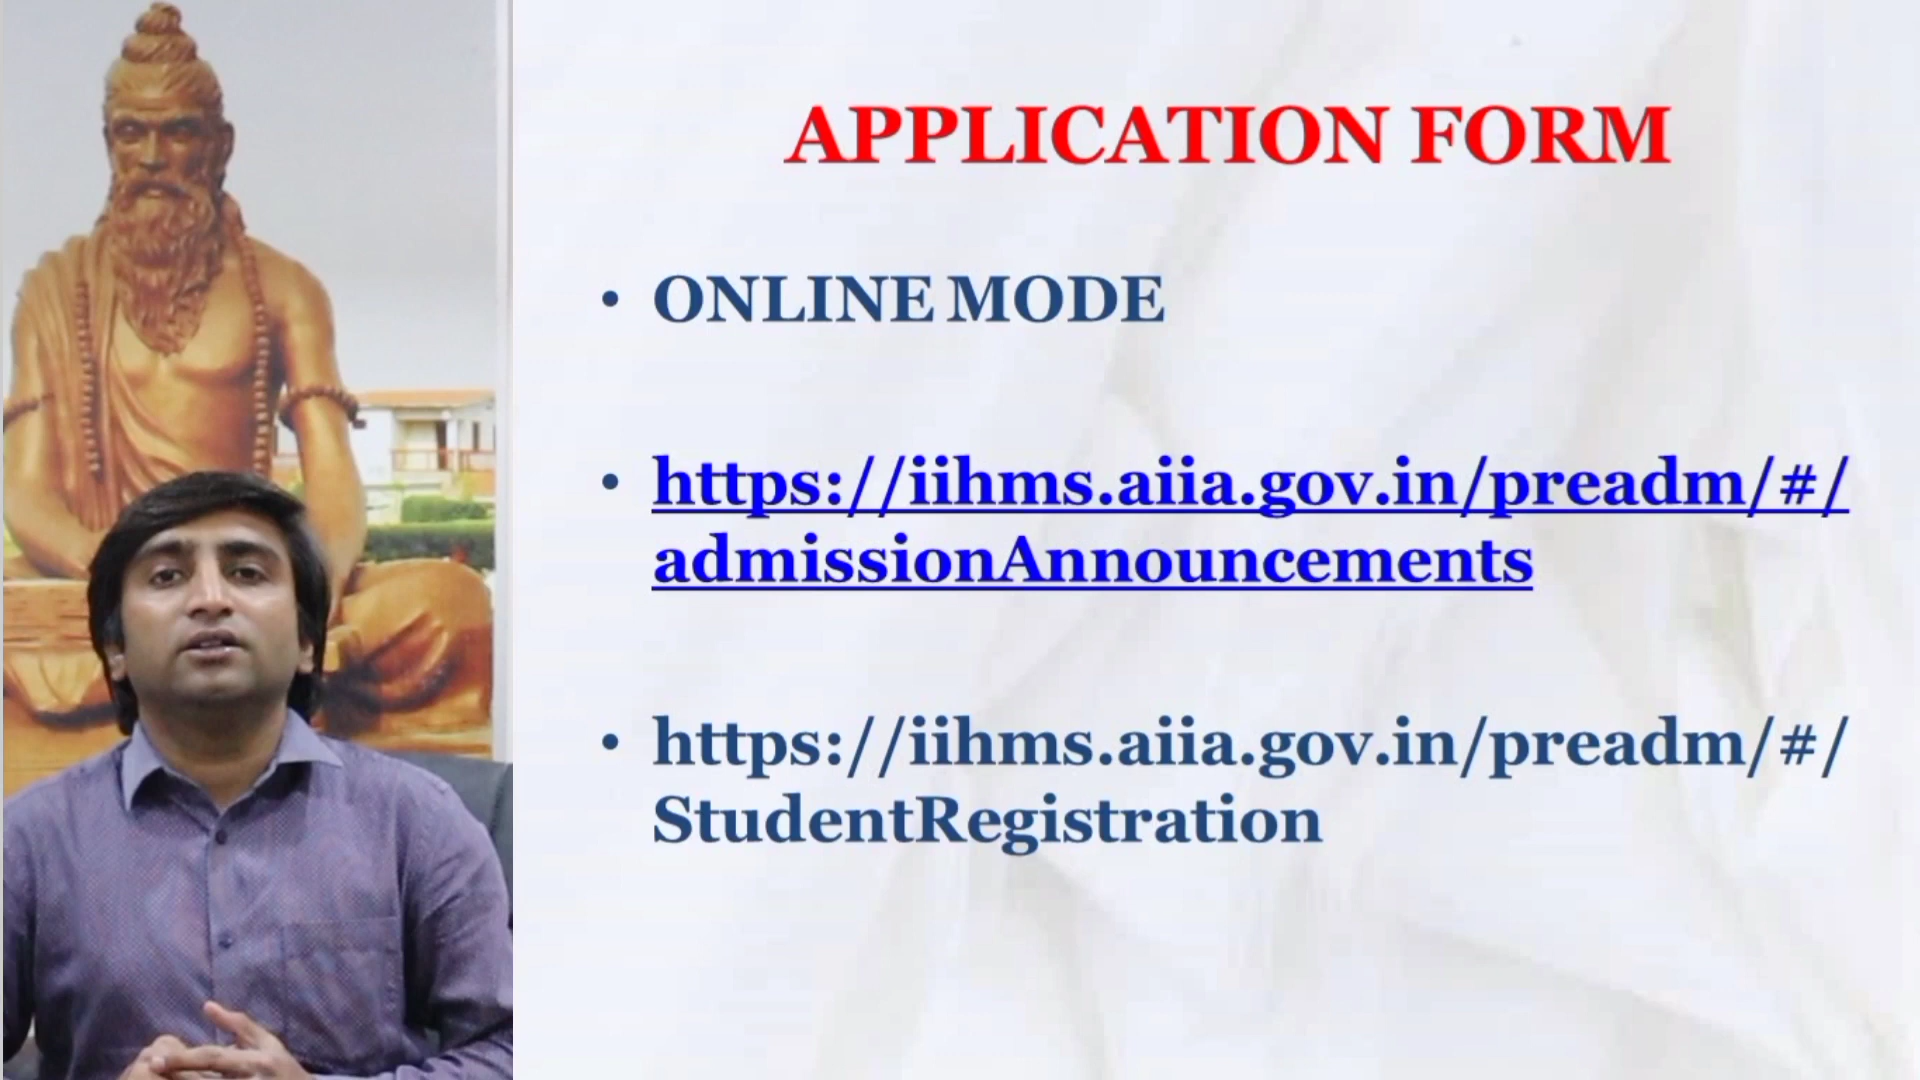 APPLICATION FORM
• ONLINE MODE
• https://iihms.aiia.gov.in/preadm/#/
admissionAnnouncements
• https://iihms.aiia.gov.in/preadm/#/
StudentRegistration